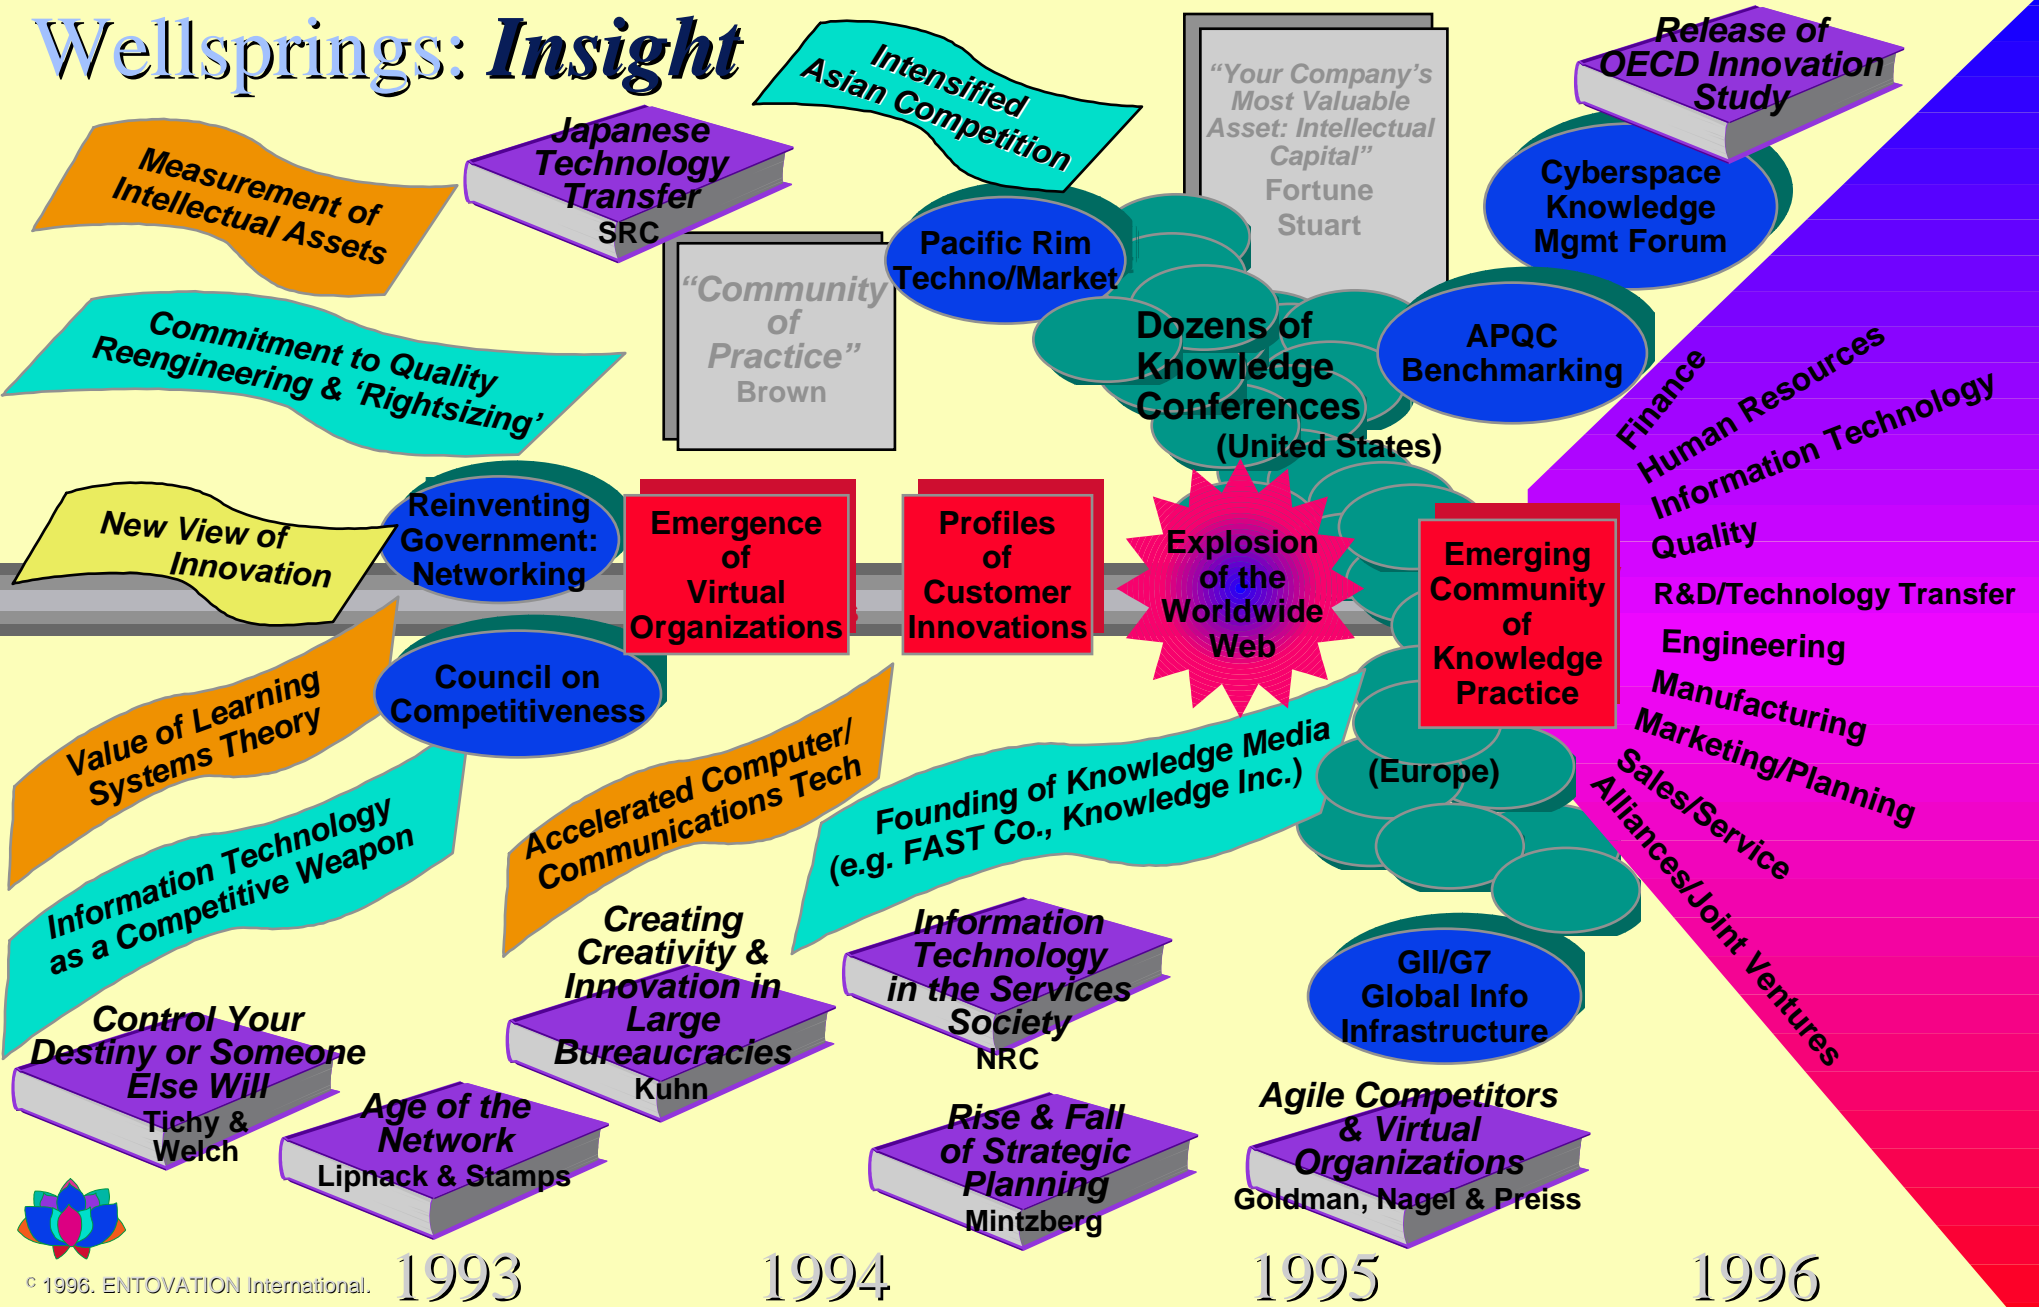 Wellsprings: Insight
Intensified
Asian Competition
“Your Company’s
Most Valuable
Asset: Intellectual
Capital”
Fortune
Stuart
Release of
OECD Innovation
Study
Measurement of
Intellectual Assets
Japanese
Technology
Transfer
SRC
Cyberspace
Knowledge
Mgmt Forum
Pacific Rim
Techno/Market
“Community
of
Practice”
Brown
Commitment to Quality
Reengineering & ‘Rightsizing’
Dozens of
Knowledge
Conferences
(United States)
APQC
Benchmarking
Finance
Human Resources
Information Technology
Quality
R&D/Technology Transfer
Engineering
Manufacturing
Marketing/Planning
Sales/Service
Alliances/Joint Ventures
New View of
Innovation
Reinventing
Government:
Networking
Emergence
of
Virtual
Organizations
Profiles
of
Customer
Innovations
Explosion
of the
Worldwide
Web
Emerging
Community
of
Knowledge
Practice
Value of Learning
Systems Theory
Council on
Competitiveness
Accelerated Computer/
Communications Tech
Founding of Knowledge Media
(e.g. FAST Co., Knowledge Inc.)
(Europe)
Information Technology
as a Competitive Weapon
Creating
Creativity &
Innovation in
Large
Bureaucracies
Kuhn
Information
Technology
in the Services
Society
NRC
GII/G7
Global Info
Infrastructure
Control Your
Destiny or Someone
Else Will
Tichy &
Welch
Age of the
Network
Lipnack & Stamps
Rise & Fall
of Strategic
Planning
Mintzberg
Agile Competitors
& Virtual
Organizations
Goldman, Nagel & Preiss
© 1996. ENTOVATION International.
1993
1994
1995
1996